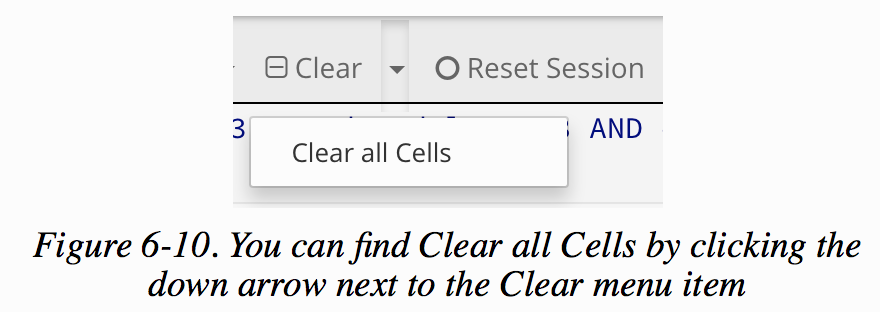 Clear Reset Session
3 AND
Clear all Cells
Figure 6-10. You can find Clear all Cells by clicking the
down arrow next to the Clear menu item